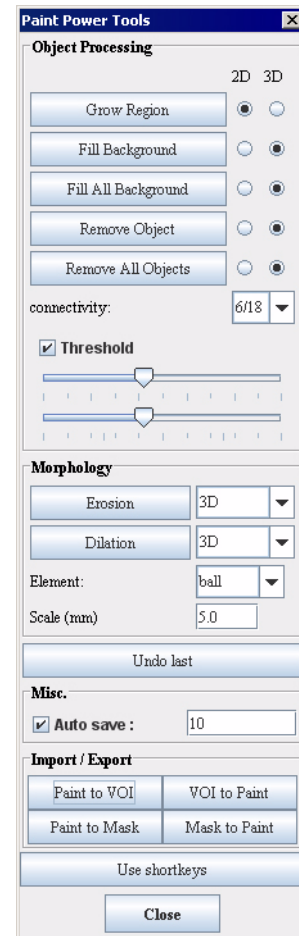 Paint Power Tools
Object Processing
2D 3D
Grow Region
Fill Background
Fill All Background
Remove Object
Remove All Objects
connectivity: 6/18
Threshold
Morphology
Erosion 3D
Dilation 3D
Element: ball
Scale (mm) 5.0
Undo last
Misc.
Auto save : 10
Import / Export
Paint to VOI VOI to Paint
Paint to Mask Mask to Paint
Use shortkeys
Close